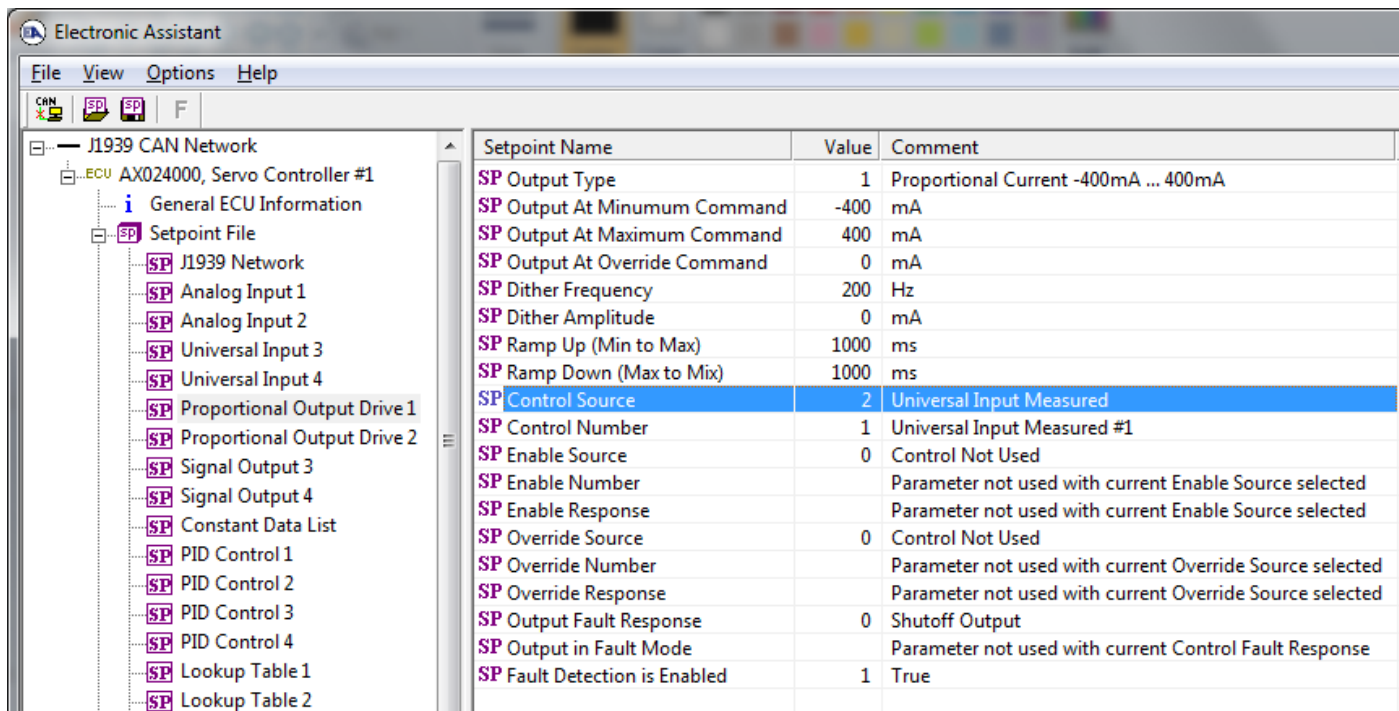 EA Electronic Assistant
File View Options Help
CAN SP SP F
J1939 CAN Network
ECU AX024000, Servo Controller #1
i General ECU Information
SP Setpoint File
SP J1939 Network
SP Analog Input 1
SP Analog Input 2
SP Universal Input 3
SP Universal Input 4
SP Proportional Output Drive 1
SP Proportional Output Drive 2
SP Signal Output 3
SP Signal Output 4
SP Constant Data List
SP PID Control 1
SP PID Control 2
SP PID Control 3
SP PID Control 4
SP Lookup Table 1
SP Lookup Table 2
Setpoint Name Value Comment
SP Output Type 1 Proportional Current -400mA ... 400mA
SP Output At Minumum Command -400 mA
SP Output At Maximum Command 400 mA
SP Output At Override Command 0 mA
SP Dither Frequency 200 Hz
SP Dither Amplitude 0 mA
SP Ramp Up (Min to Max) 1000 ms
SP Ramp Down (Max to Mix) 1000 ms
SP Control Source 2 Universal Input Measured
SP Control Number 1 Universal Input Measured #1
SP Enable Source 0 Control Not Used
SP Enable Number Parameter not used with current Enable Source selected
SP Enable Response Parameter not used with current Enable Source selected
SP Override Source 0 Control Not Used
SP Override Number Parameter not used with current Override Source selected
SP Override Response Parameter not used with current Override Source selected
SP Output Fault Response 0 Shutoff Output
SP Output in Fault Mode Parameter not used with current Control Fault Response
SP Fault Detection is Enabled 1 True